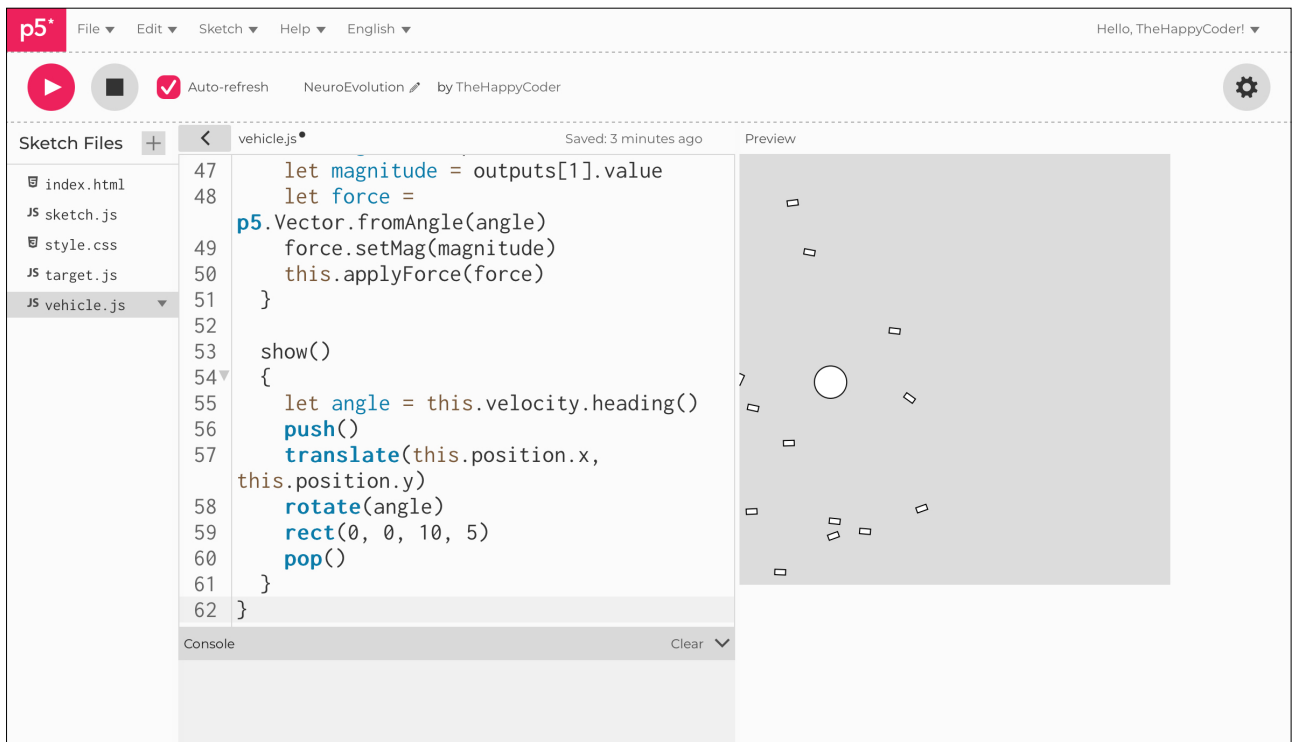 p5* File Edit Sketch Help English Hello, TheHappyCoder!
Auto-refresh NeuroEvolution by TheHappyCoder
Sketch Files +
index.html
JS sketch.js
style.css
JS target.js
JS vehicle.js
vehicle.js Saved: 3 minutes ago
47 let magnitude = outputs[1].value
48 let force =
p5.Vector.fromAngle(angle)
49 force.setMag(magnitude)
50 this.applyForce(force)
51 }
52
53 show()
54 {
55 let angle = this.velocity.heading()
56 push()
57 translate(this.position.x,
this.position.y)
58 rotate(angle)
59 rect(0, 0, 10, 5)
60 pop()
61 }
62 }
Console Clear
Preview